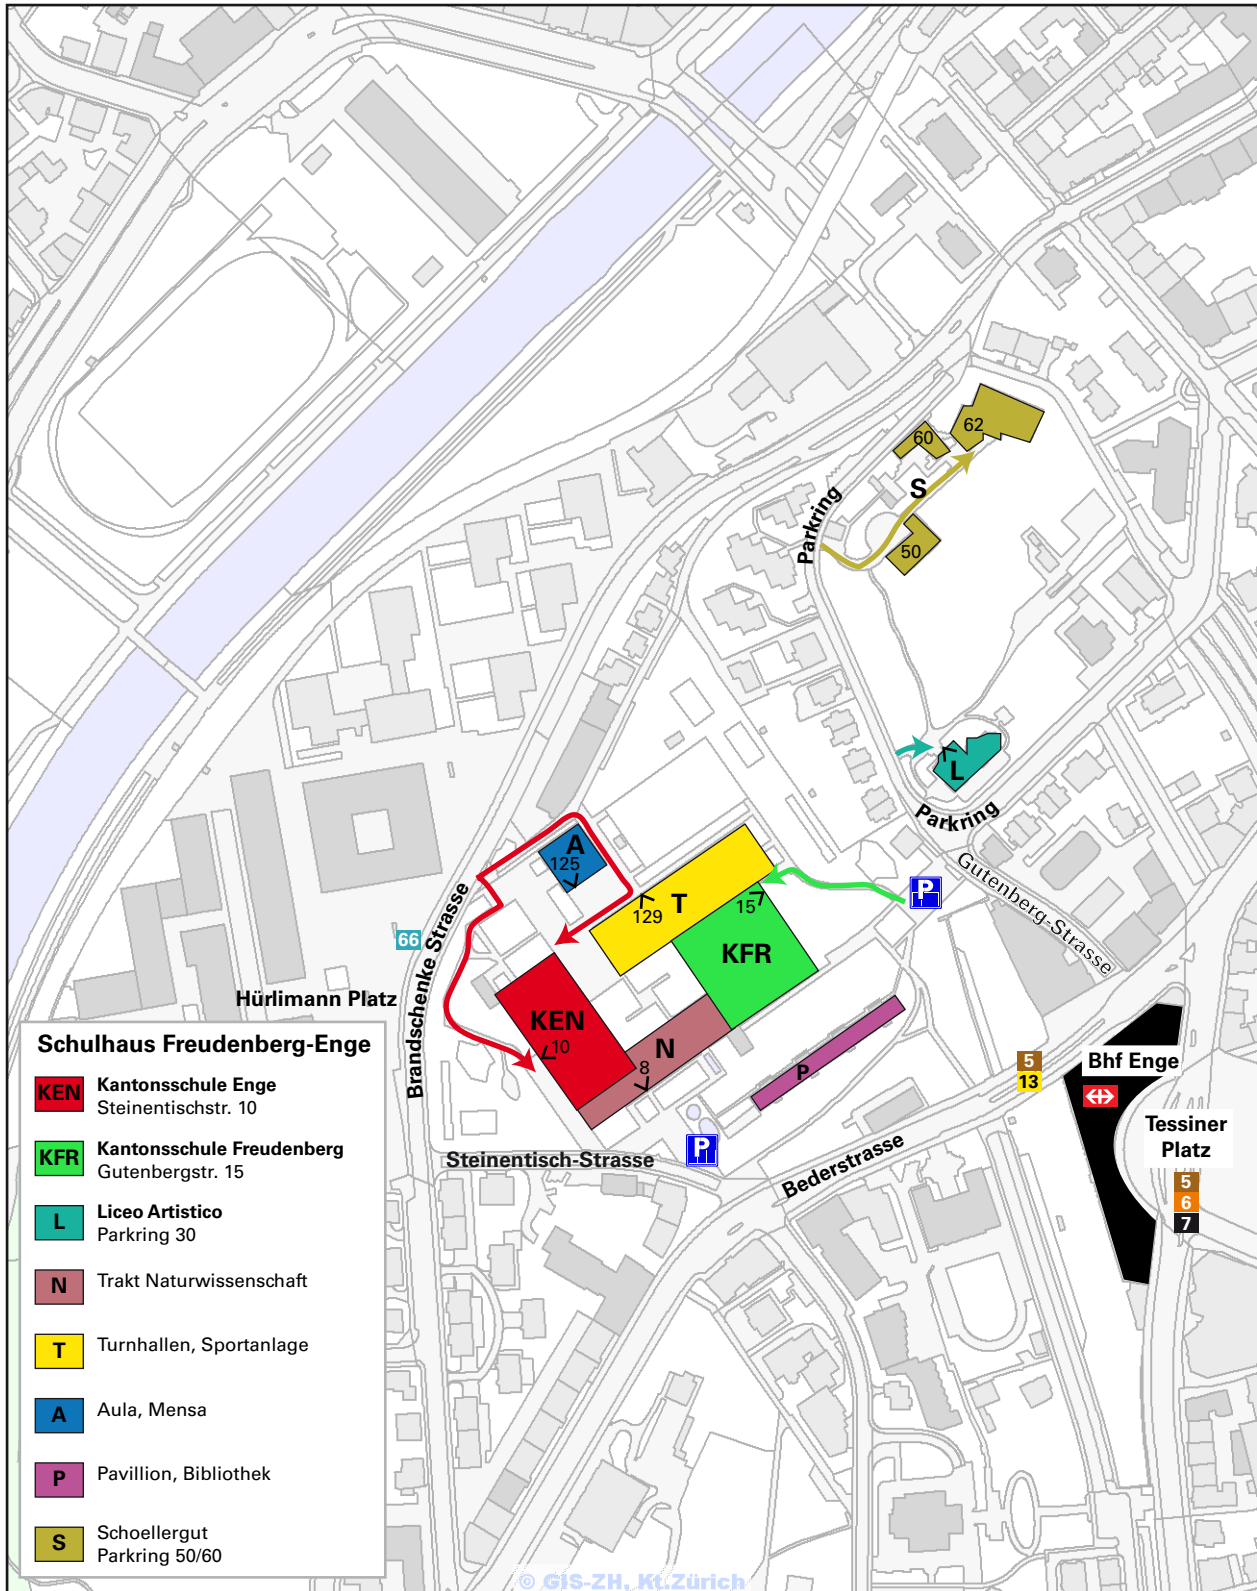 62
60
S
Parkring
50
L
Parkring
Gutenberg-Strasse
A
125
P
T
129
15
KFR
66
Brandschenke Strasse
Hürlimann Platz
KEN
10
N
8
P
5
13
Bhf Enge
Tessiner
Platz
5
6
7
P
Steinentisch-Strasse
Bederstrasse
Schulhaus Freudenberg-Enge
KEN
Kantonsschule Enge
Steinentischstr. 10
KFR
Kantonsschule Freudenberg
Gutenbergstr. 15
L
Liceo Artistico
Parkring 30
N
Trakt Naturwissenschaft
T
Turnhallen, Sportanlage
A
Aula, Mensa
P
Pavillion, Bibliothek
S
Schoellergut
Parkring 50/60
© GIS-ZH, Kt.Zürich